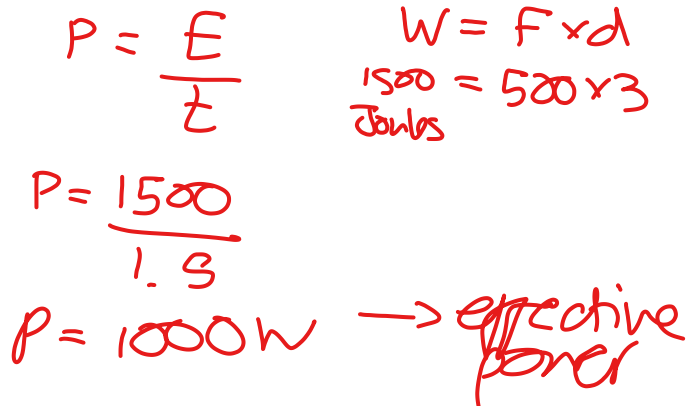 P = E / t
W = F x d
1500 = 500 x 3
Joules
P = 1500 / 1.5
P = 1000 W → effective
power